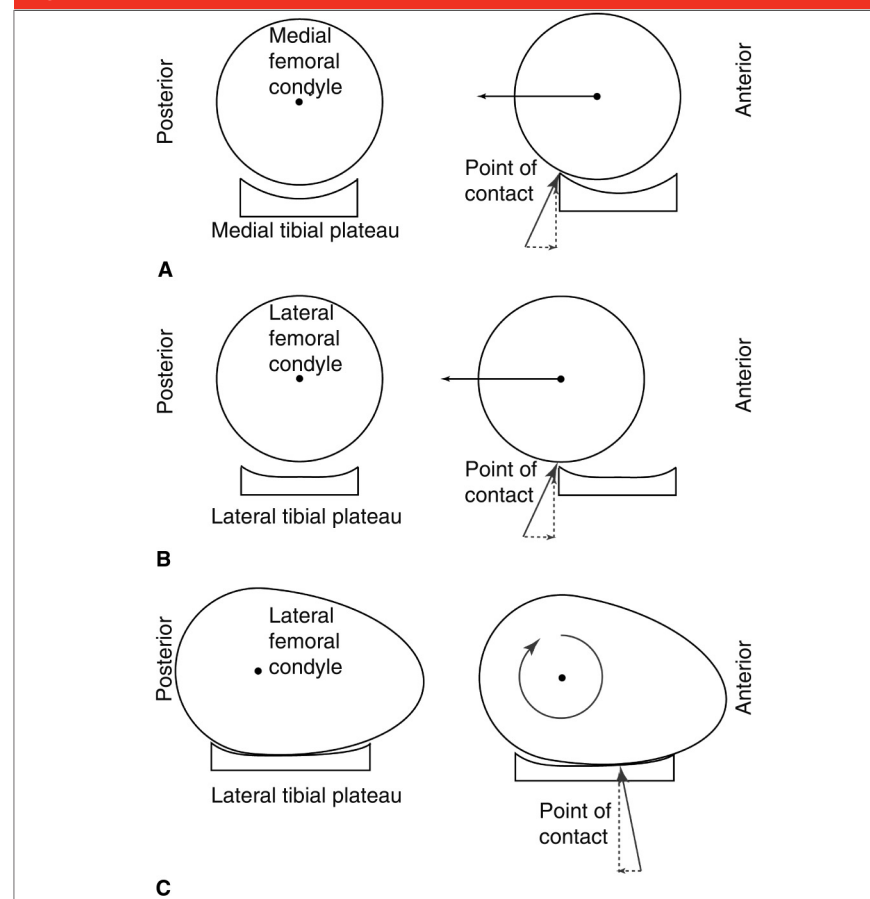 Medial
femoral
condyle
Posterior
Anterior
Point of
contact
Medial tibial plateau
A
Lateral
femoral
condyle
Posterior
Anterior
Point of
contact
Lateral tibial plateau
B
Lateral
femoral
condyle
Posterior
Anterior
Lateral tibial plateau
Point of
contact
C